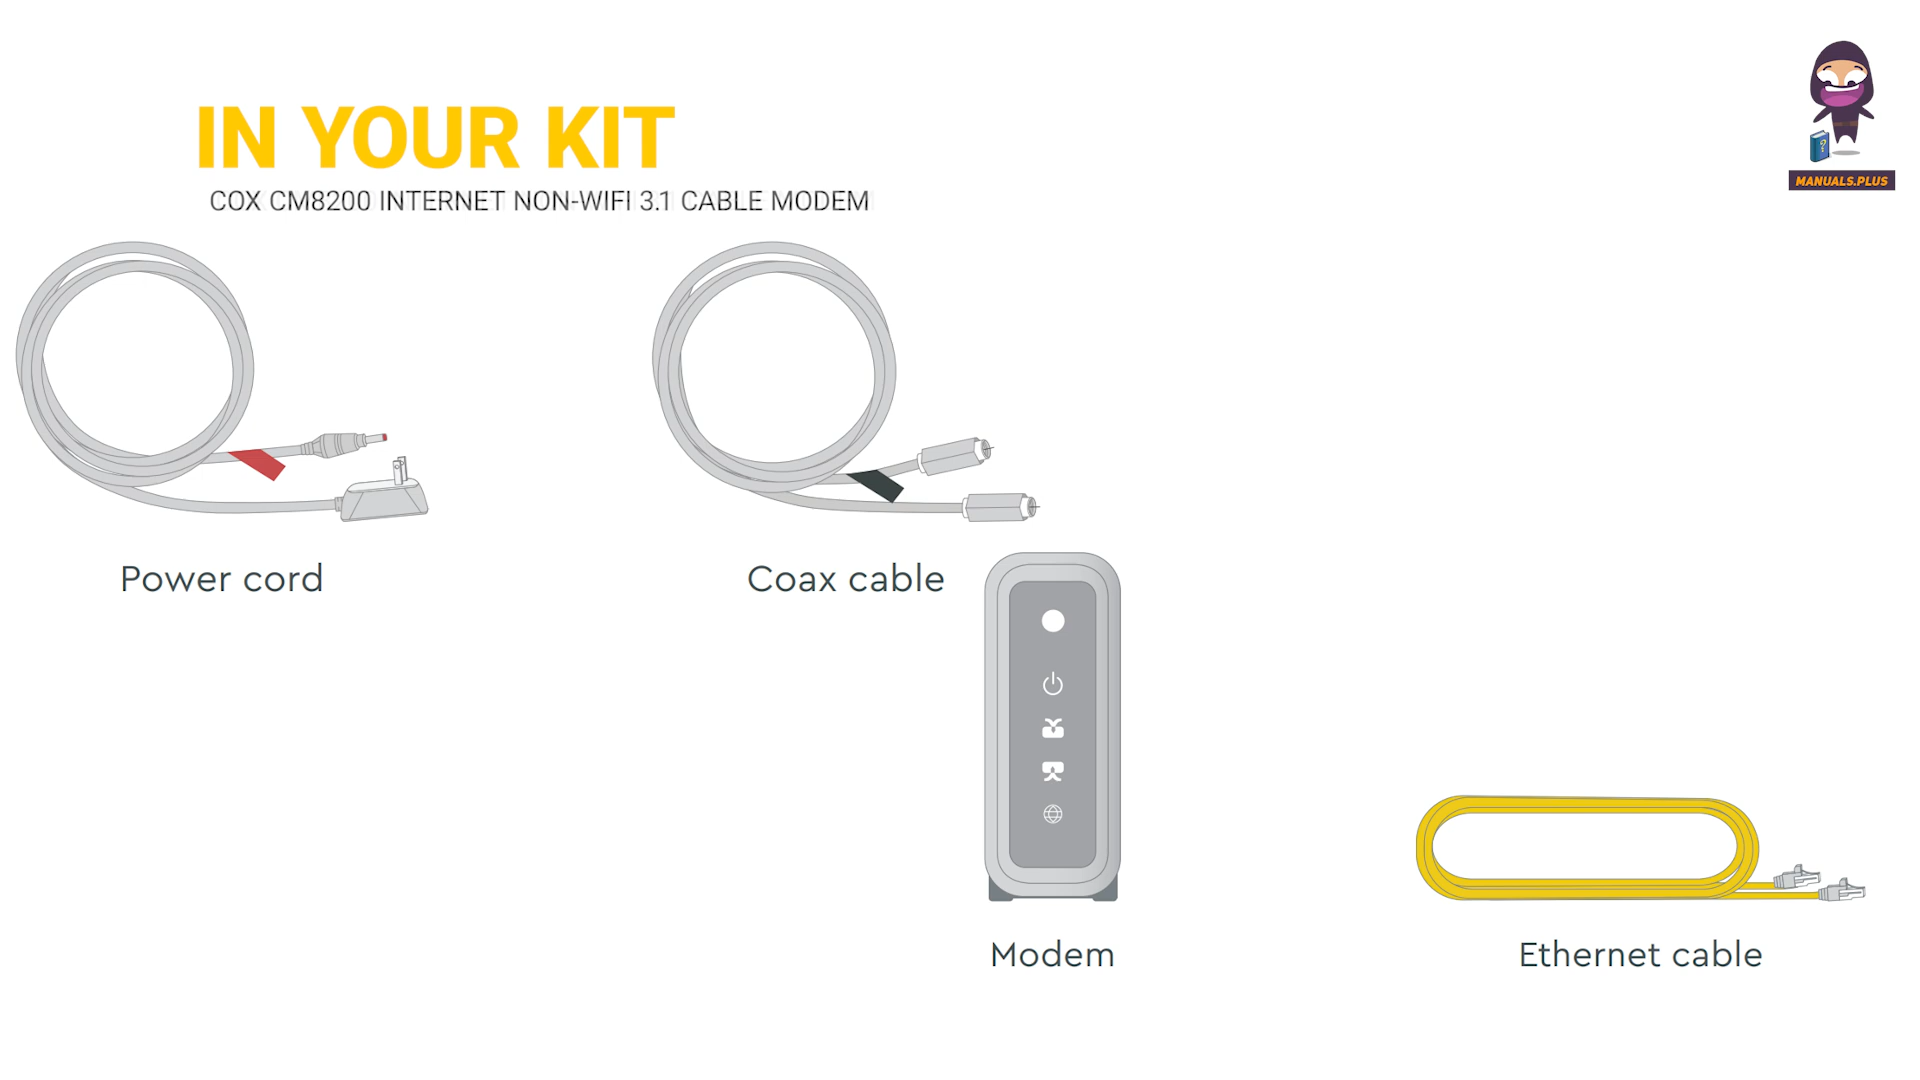 IN YOUR KIT
COX CM8200 INTERNET NON-WIFI 3.1 CABLE MODEM
?
MANUALS.PLUS
Power cord
Coax cable
Modem
Ethernet cable